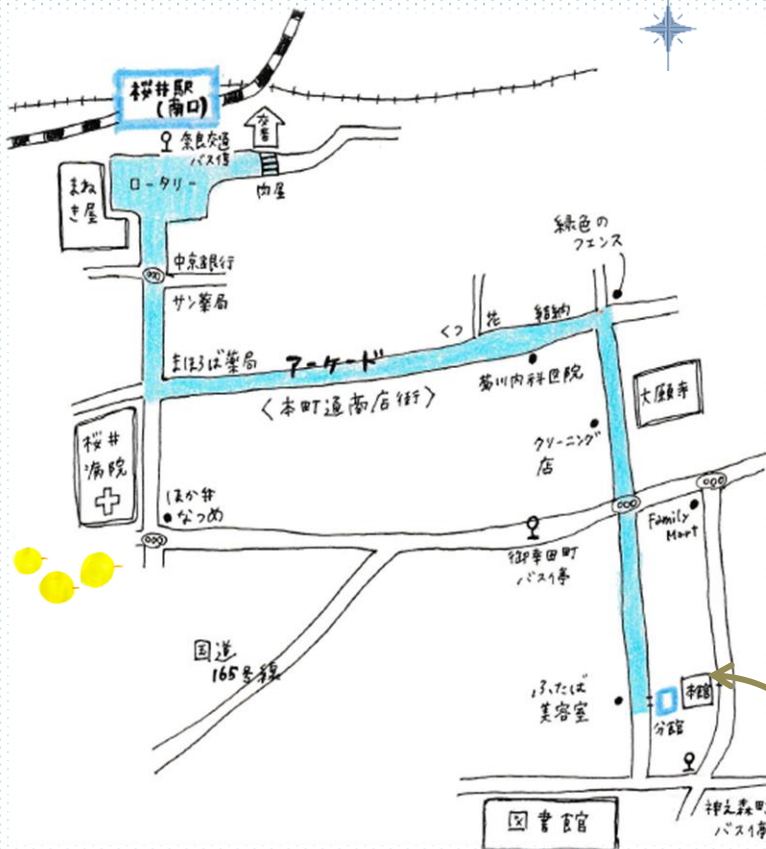 桜井駅
(南口)
交番
奈良交通
バス停
ロータリー
肉屋
まねき屋
中京銀行
サン薬局
緑色の
フェンス
くつ
花
結納
まほろば薬局
アーケード
菊川内科医院
〈本町通商店街〉
大願寺
クリーニング
店
桜井
病院
ほか弁
なつめ
Family
Mart
御幸田町
バス停
国道
165号線
ふたば
美容室
本館
分館
図書館
神之森町
バス停